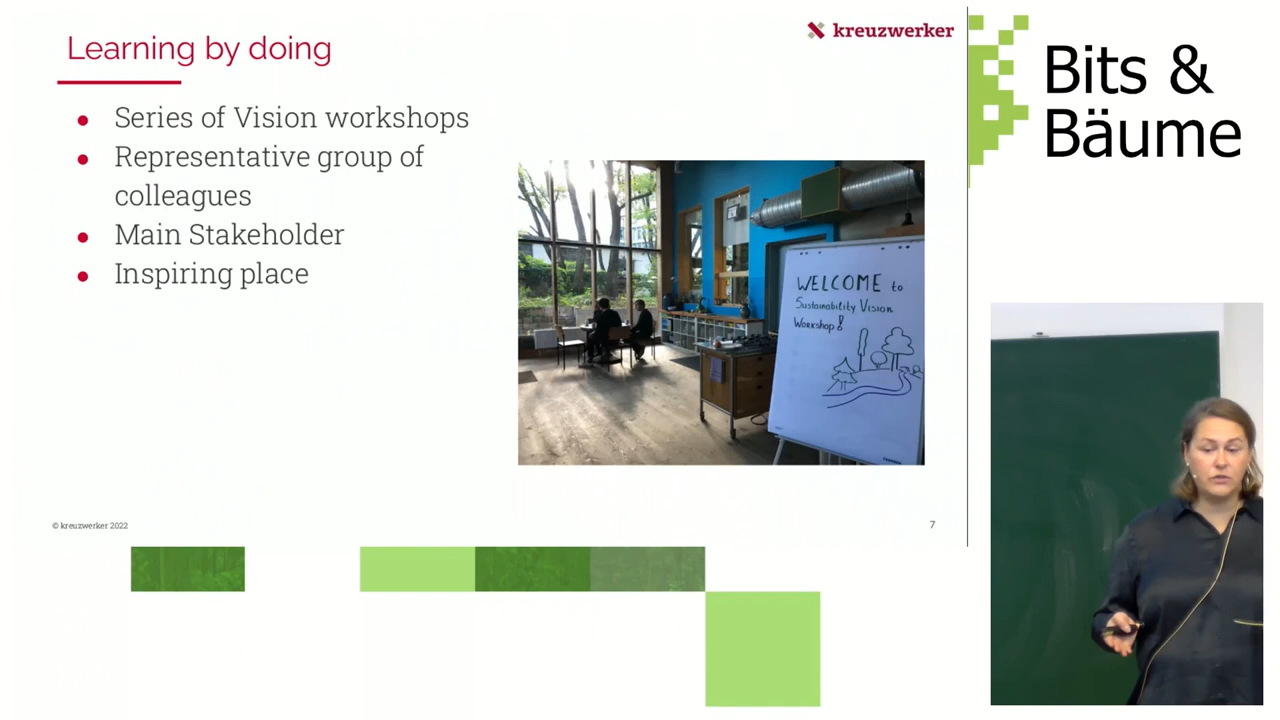 Learning by doing
kreuzwerker
Series of Vision workshops
Representative group of
colleagues
Main Stakeholder
Inspiring place
WELCOME to
Sustainability Vision
Workshop!
© kreuzwerker 2022
7
Bits &
Bäume